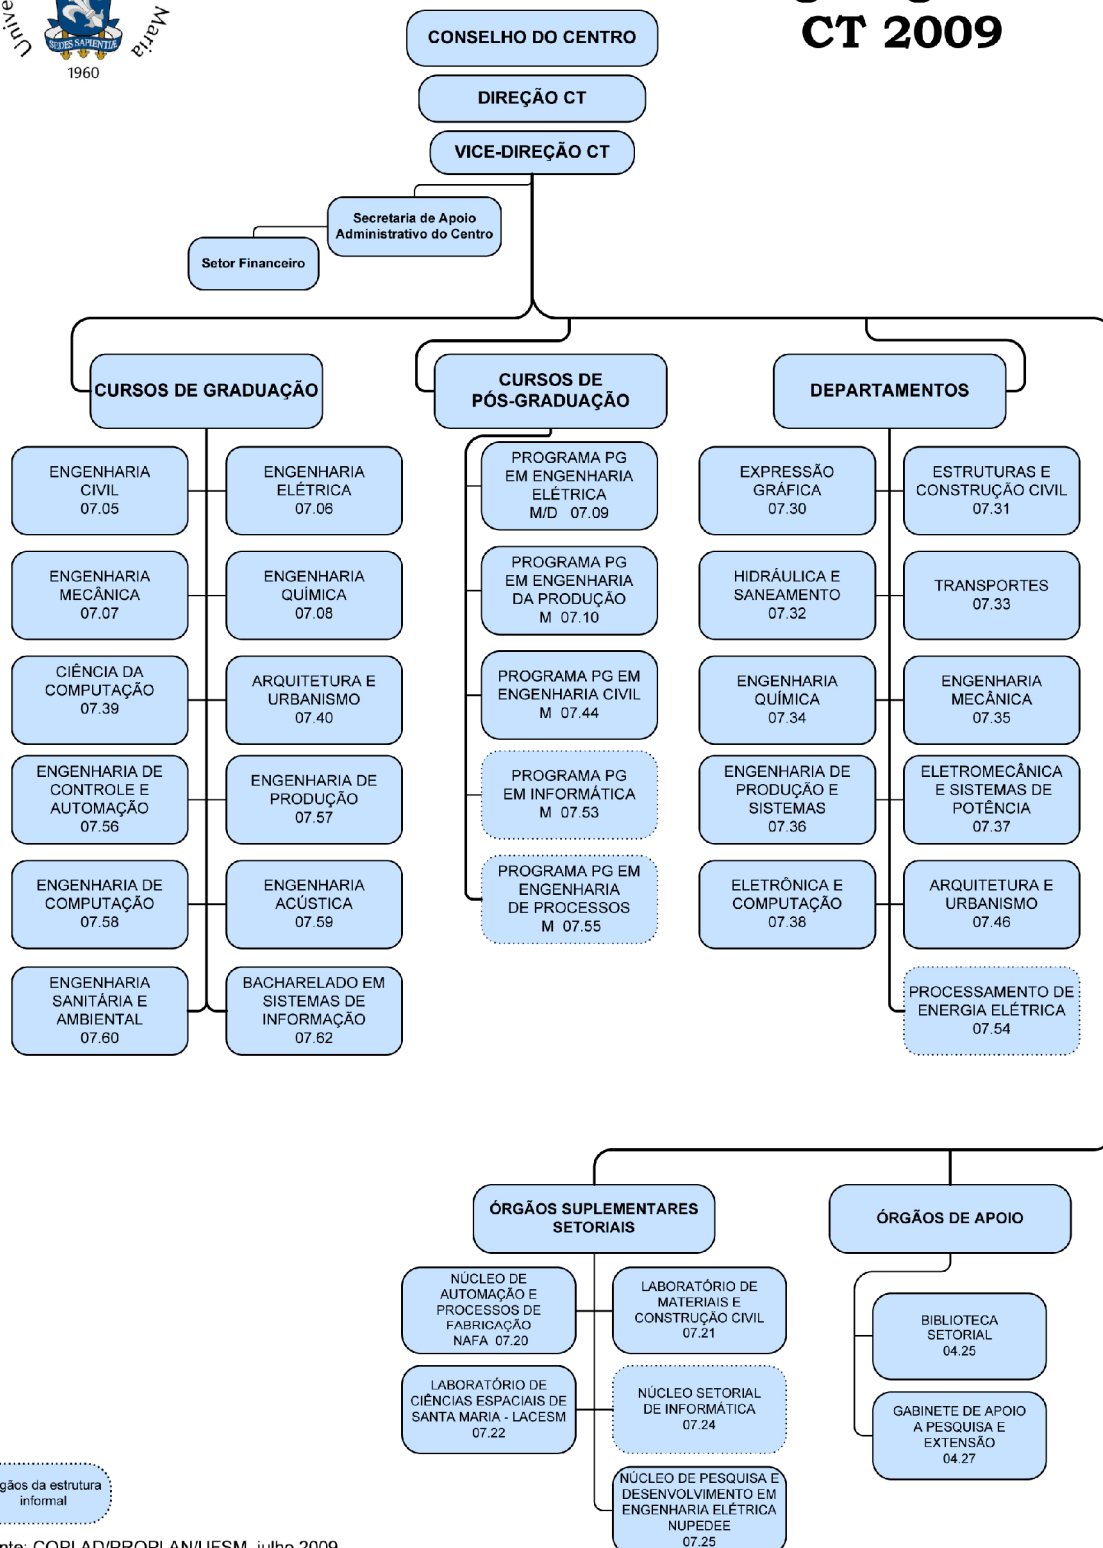 Maria
SEDES SAPIENTIÆ
1960
CT 2009
CONSELHO DO CENTRO
DIREÇÃO CT
VICE-DIREÇÃO CT
Secretaria de Apoio
Administrativo do Centro
Setor Financeiro
CURSOS DE GRADUAÇÃO
CURSOS DE
PÓS-GRADUAÇÃO
DEPARTAMENTOS
ENGENHARIA
CIVIL
07.05
ENGENHARIA
ELÉTRICA
07.06
ENGENHARIA
MECÂNICA
07.07
ENGENHARIA
QUÍMICA
07.08
CIÊNCIA DA
COMPUTAÇÃO
07.39
ARQUITETURA E
URBANISMO
07.40
ENGENHARIA DE
CONTROLE E
AUTOMAÇÃO
07.56
ENGENHARIA DE
PRODUÇÃO
07.57
ENGENHARIA DE
COMPUTAÇÃO
07.58
ENGENHARIA
ACÚSTICA
07.59
ENGENHARIA
SANITÁRIA E
AMBIENTAL
07.60
BACHARELADO EM
SISTEMAS DE
INFORMAÇÃO
07.62
PROGRAMA PG
EM ENGENHARIA
ELÉTRICA
M/D 07.09
PROGRAMA PG
EM ENGENHARIA
DA PRODUÇÃO
M 07.10
PROGRAMA PG EM
ENGENHARIA CIVIL
M 07.44
PROGRAMA PG
EM INFORMÁTICA
M 07.53
PROGRAMA PG EM
ENGENHARIA
DE PROCESSOS
M 07.55
EXPRESSÃO
GRÁFICA
07.30
ESTRUTURAS E
CONSTRUÇÃO CIVIL
07.31
HIDRÁULICA E
SANEAMENTO
07.32
TRANSPORTES
07.33
ENGENHARIA
QUÍMICA
07.34
ENGENHARIA
MECÂNICA
07.35
ENGENHARIA DE
PRODUÇÃO E
SISTEMAS
07.36
ELETROMECÂNICA
E SISTEMAS DE
POTÊNCIA
07.37
ELETRÔNICA E
COMPUTAÇÃO
07.38
ARQUITETURA E
URBANISMO
07.46
PROCESSAMENTO DE
ENERGIA ELÉTRICA
07.54
ÓRGÃOS SUPLEMENTARES
SETORIAIS
ÓRGÃOS DE APOIO
NÚCLEO DE
AUTOMAÇÃO E
PROCESSOS DE
FABRICAÇÃO
NAFA 07.20
LABORATÓRIO DE
MATERIAIS E
CONSTRUÇÃO CIVIL
07.21
LABORATÓRIO DE
CIÊNCIAS ESPACIAIS DE
SANTA MARIA - LACESM
07.22
NÚCLEO SETORIAL
DE INFORMÁTICA
07.24
NÚCLEO DE PESQUISA E
DESENVOLVIMENTO EM
ENGENHARIA ELÉTRICA
NUPEDEE
07.25
BIBLIOTECA
SETORIAL
04.25
GABINETE DE APOIO
A PESQUISA E
EXTENSÃO
04.27
da estrutura
informal
COPLAD/PROPLAN/UFSM, julho 2009